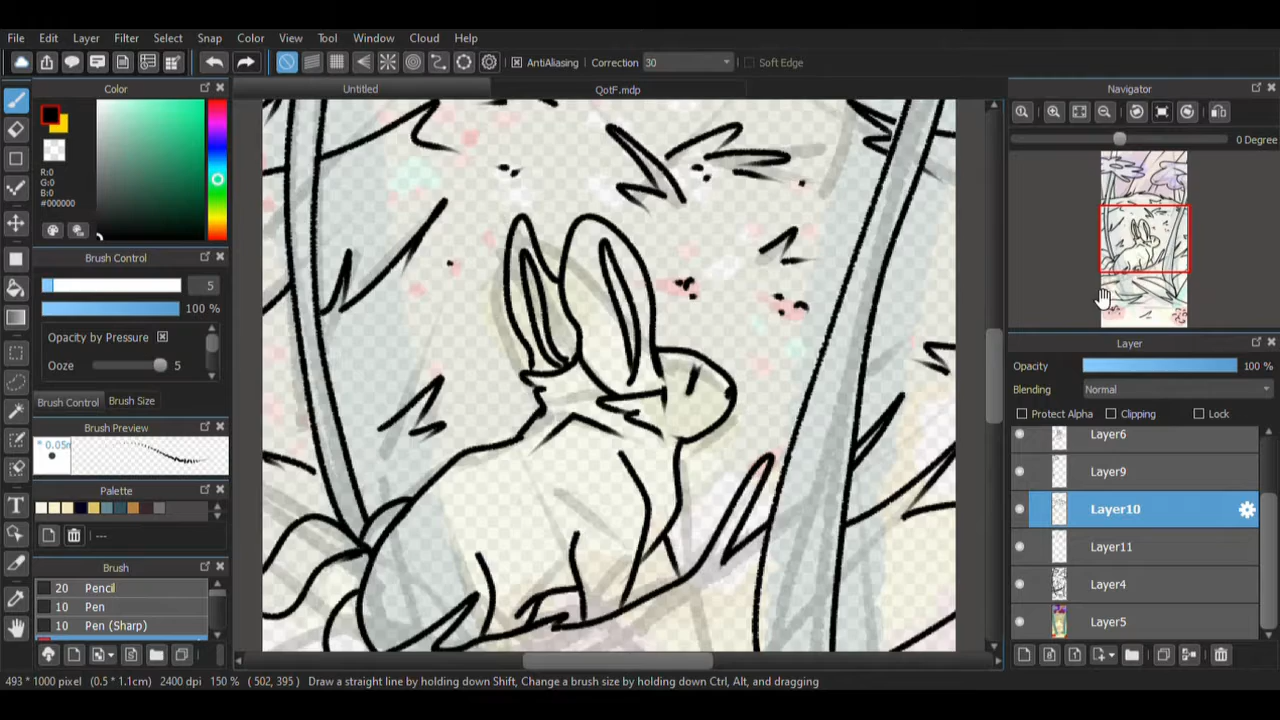 File Edit Layer Filter Select Snap Color View Tool Window Cloud Help
AntiAliasing Correction 30 Soft Edge
Color
Untitled
QotF.mdp
Navigator
0 Degree
R:0
G:0
B:0
#000000
Brush Control
5
100 %
Opacity by Pressure
Ooze 5
Brush Control Brush Size
Brush Preview
* 0.05m
Palette
---
Brush
20 Pencil
10 Pen
10 Pen (Sharp)
Layer
Opacity 100 %
Blending Normal
Protect Alpha Clipping Lock
Layer6
Layer9
Layer10
Layer11
Layer4
Layer5
493 * 1000 pixel (0.5 * 1.1cm) 2400 dpi 150 % ( 502, 395 ) Draw a straight line by holding down Shift, Change a brush size by holding down Ctrl, Alt, and dragging